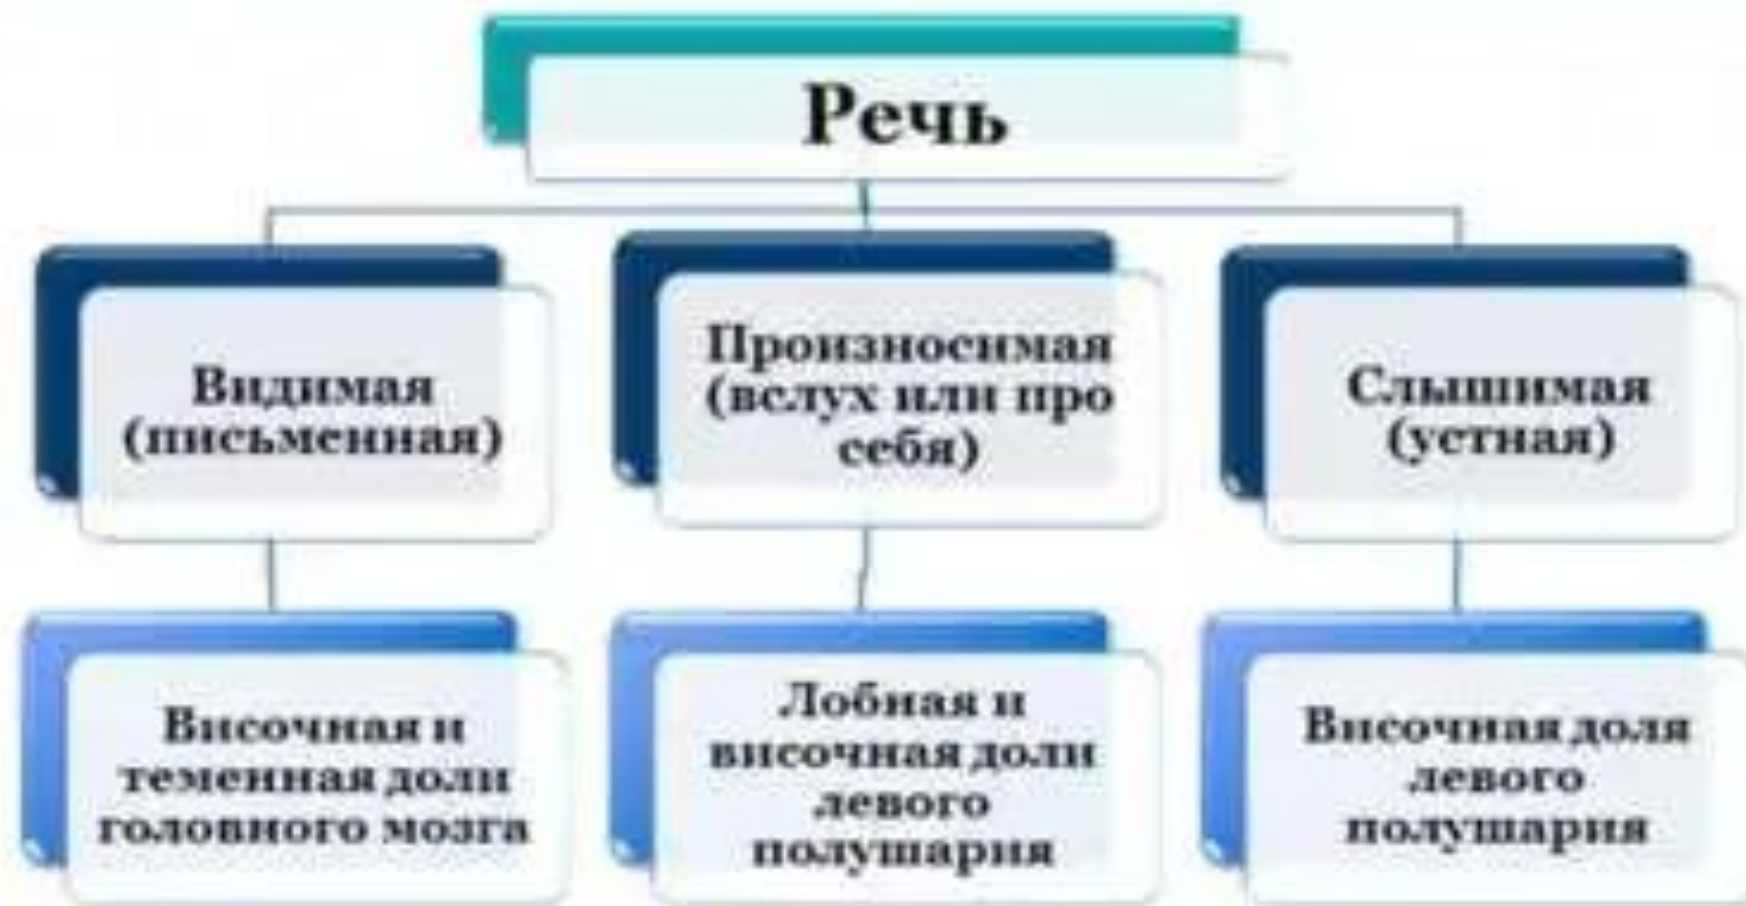 Речь
Видимая
(письменная)
Произносимая
(вслух или про
себя)
Слышимая
(устная)
Височная и
теменная доли
головного мозга
Лобная и
височная доли
левого
полушария
Височная доля
левого
полушария